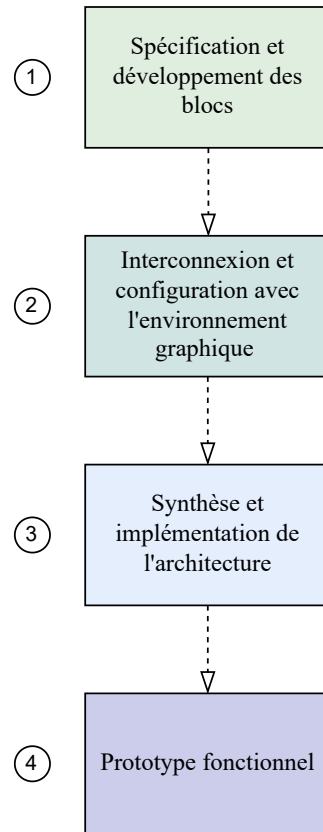 1
Spécification et
développement des
blocs
2
Interconnexion et
configuration avec
l'environnement
graphique
3
Synthèse et
implémentation de
l'architecture
4
Prototype fonctionnel